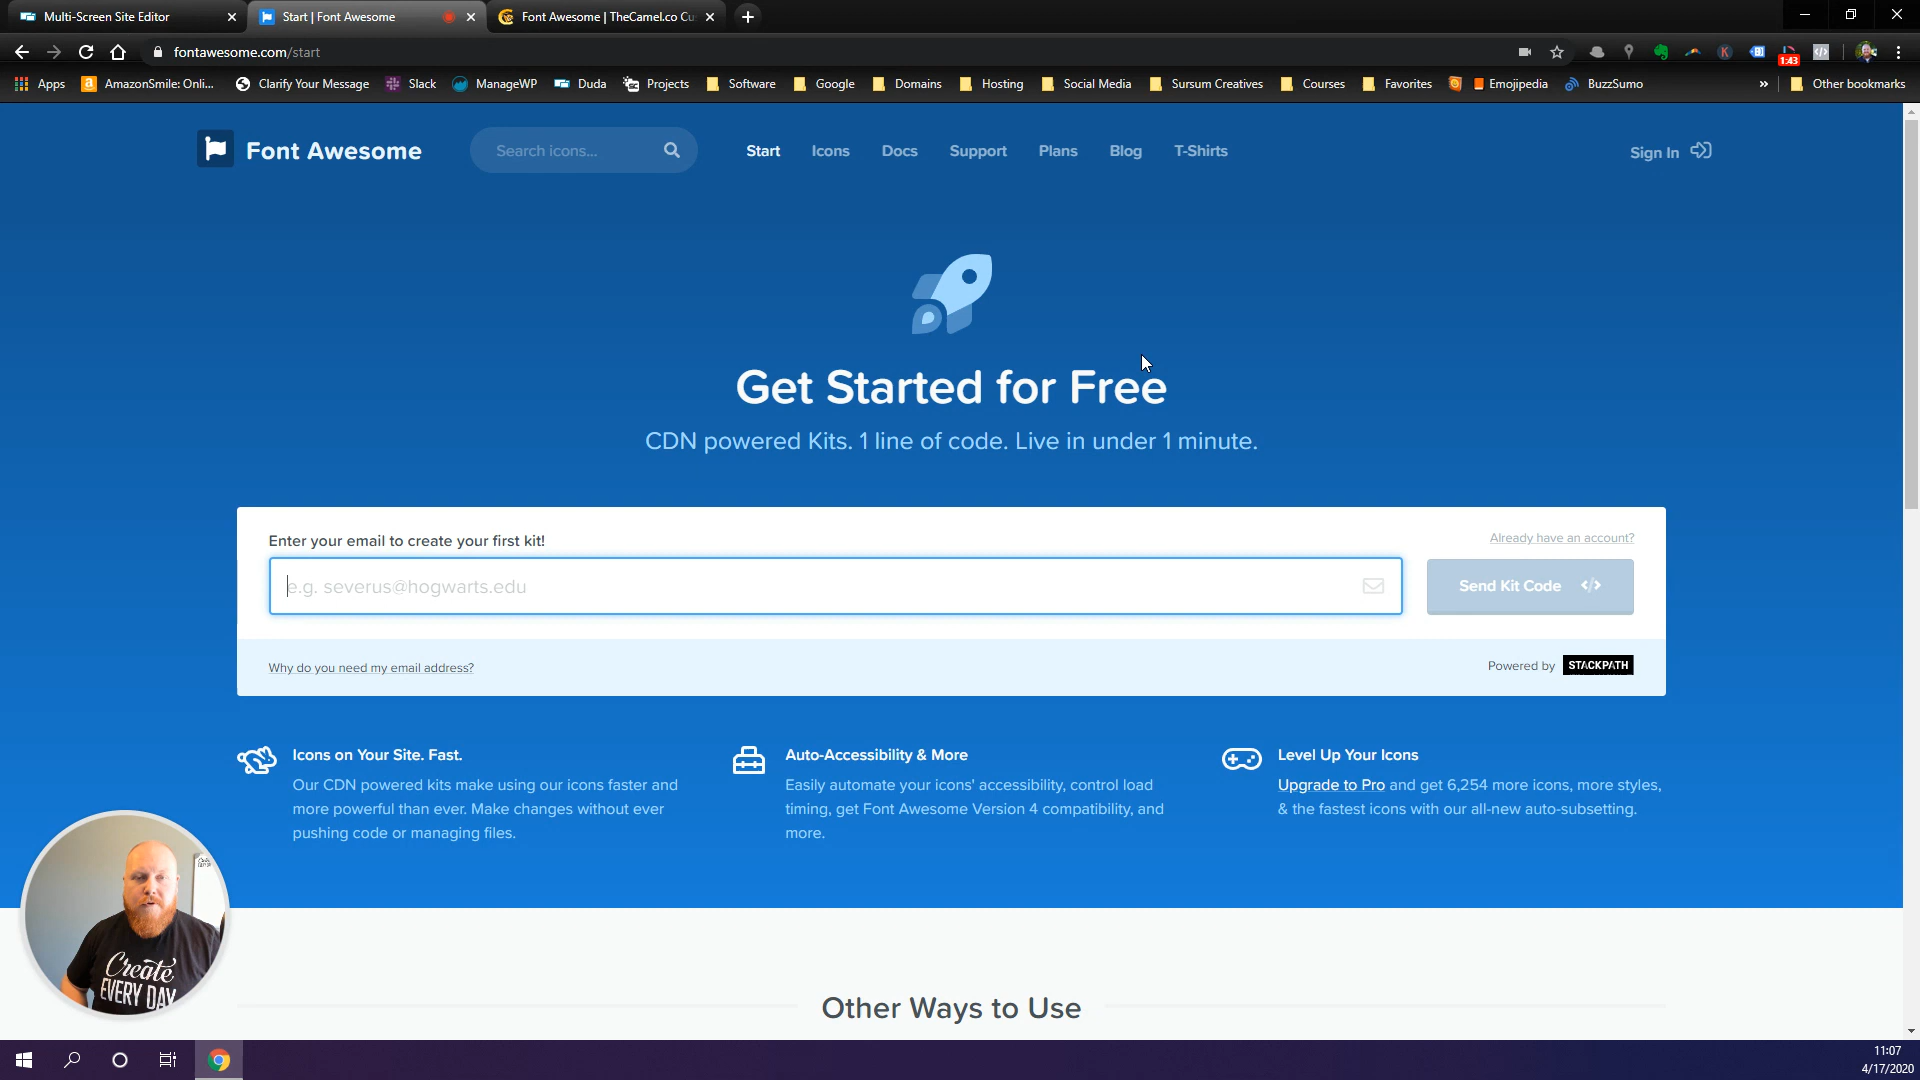 Multi-Screen Site Editor
Start | Font Awesome
Font Awesome | TheCamel.co Cu
fontawesome.com/start
1:43
Apps
AmazonSmile: Onli...
Clarify Your Message
Slack
ManageWP
Duda
Projects
Software
Google
Domains
Hosting
Social Media
Sursum Creatives
Courses
Favorites
Emojipedia
BuzzSumo
»
Other bookmarks
Font Awesome
Search icons...
Start
Icons
Docs
Support
Plans
Blog
T-Shirts
Sign In
Get Started for Free
CDN powered Kits. 1 line of code. Live in under 1 minute.
Enter your email to create your first kit!
Already have an account?
e.g. severus@hogwarts.edu
Send Kit Code </>
Why do you need my email address?
Powered by STACKPATH
Icons on Your Site. Fast.
Our CDN powered kits make using our icons faster and
more powerful than ever. Make changes without ever
pushing code or managing files.
Auto-Accessibility & More
Easily automate your icons' accessibility, control load
timing, get Font Awesome Version 4 compatibility, and
more.
Level Up Your Icons
Upgrade to Pro and get 6,254 more icons, more styles,
& the fastest icons with our all-new auto-subsetting.
Create
EVERY DAY
Other Ways to Use
11:07
4/17/2020